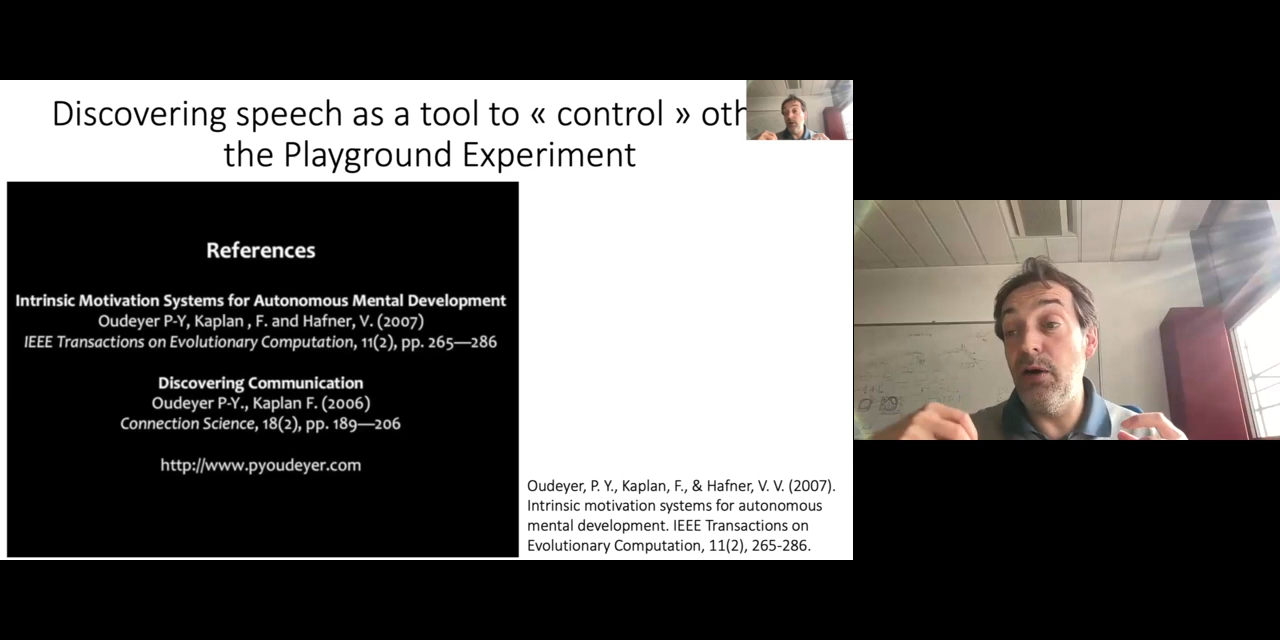 Discovering speech as a tool to « control » oth
the Playground Experiment
References
Intrinsic Motivation Systems for Autonomous Mental Development
Oudeyer P-Y, Kaplan , F. and Hafner, V. (2007)
IEEE Transactions on Evolutionary Computation, 11(2), pp. 265—286
Discovering Communication
Oudeyer P-Y., Kaplan F. (2006)
Connection Science, 18(2), pp. 189—206
http://www.pyoudeyer.com
Oudeyer, P. Y., Kaplan, F., & Hafner, V. V. (2007).
Intrinsic motivation systems for autonomous
mental development. IEEE Transactions on
Evolutionary Computation, 11(2), 265-286.